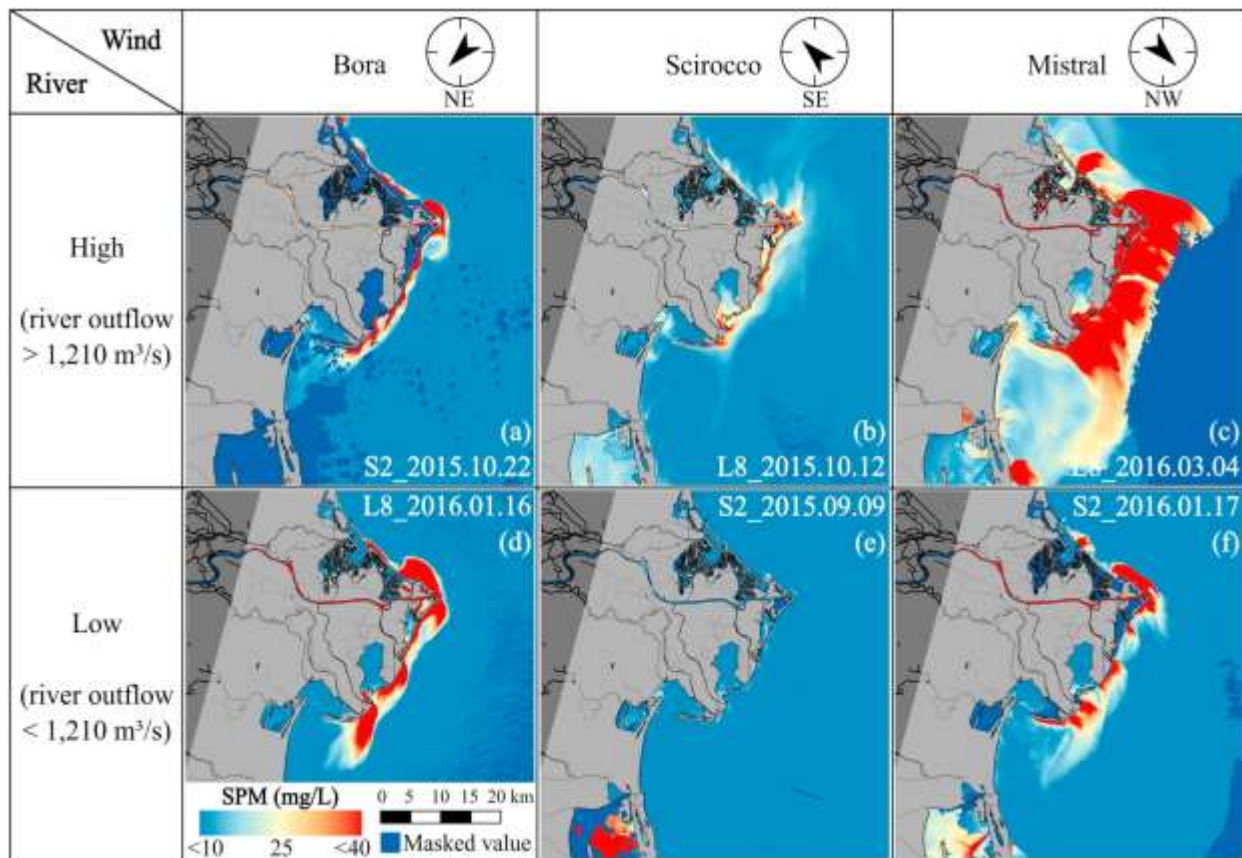 Wind
River
Bora
NE
Scirocco
SE
Mistral
NW
High
(river outflow
> 1,210 m³/s)
(a)
S2_2015.10.22
(b)
L8_2015.10.12
(c)
L8_2016.03.04
Low
(river outflow
< 1,210 m³/s)
L8_2016.01.16
(d)
S2_2015.09.09
(e)
S2_2016.01.17
(f)
SPM (mg/L)
<10 25 <40
0 5 10 15 20 km
Masked value